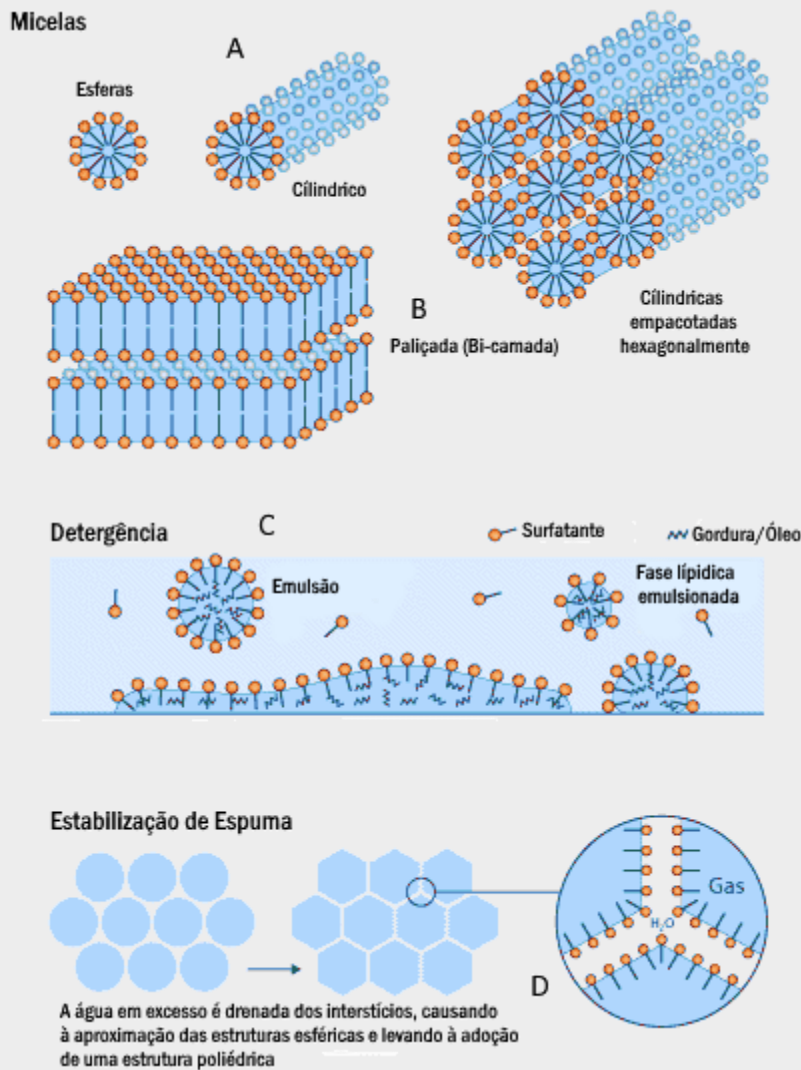 Micelas
A
Esferas
Cílindrico
B
Paliçada (Bi-camada)
Cílindricas
empacotadas
hexagonalmente
Detergência
C
Surfatante
Gordura/Óleo
Emulsão
Fase lípidica
emulsionada
Estabilização de Espuma
Gas
H₂O
D
A água em excesso é drenada dos interstícios, causando
à aproximação das estruturas esféricas e levando à adoção
de uma estrutura poliédrica